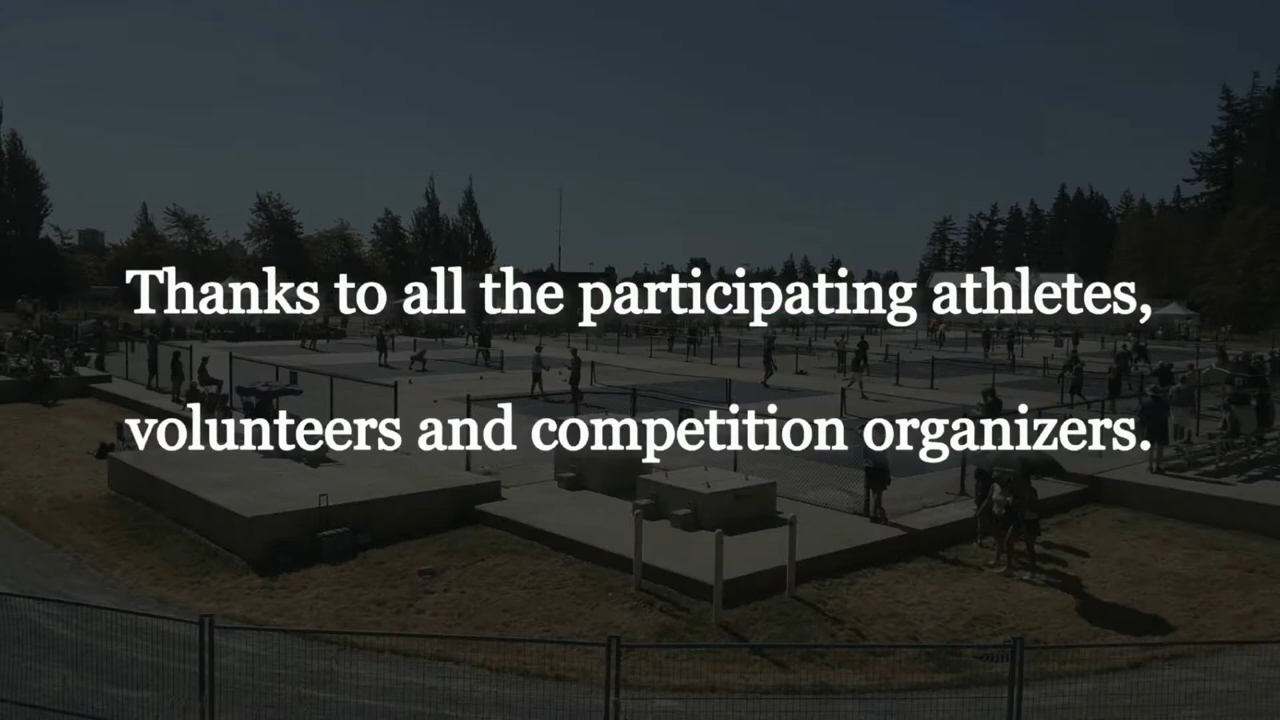 Thanks to all the participating athletes,
volunteers and competition organizers.